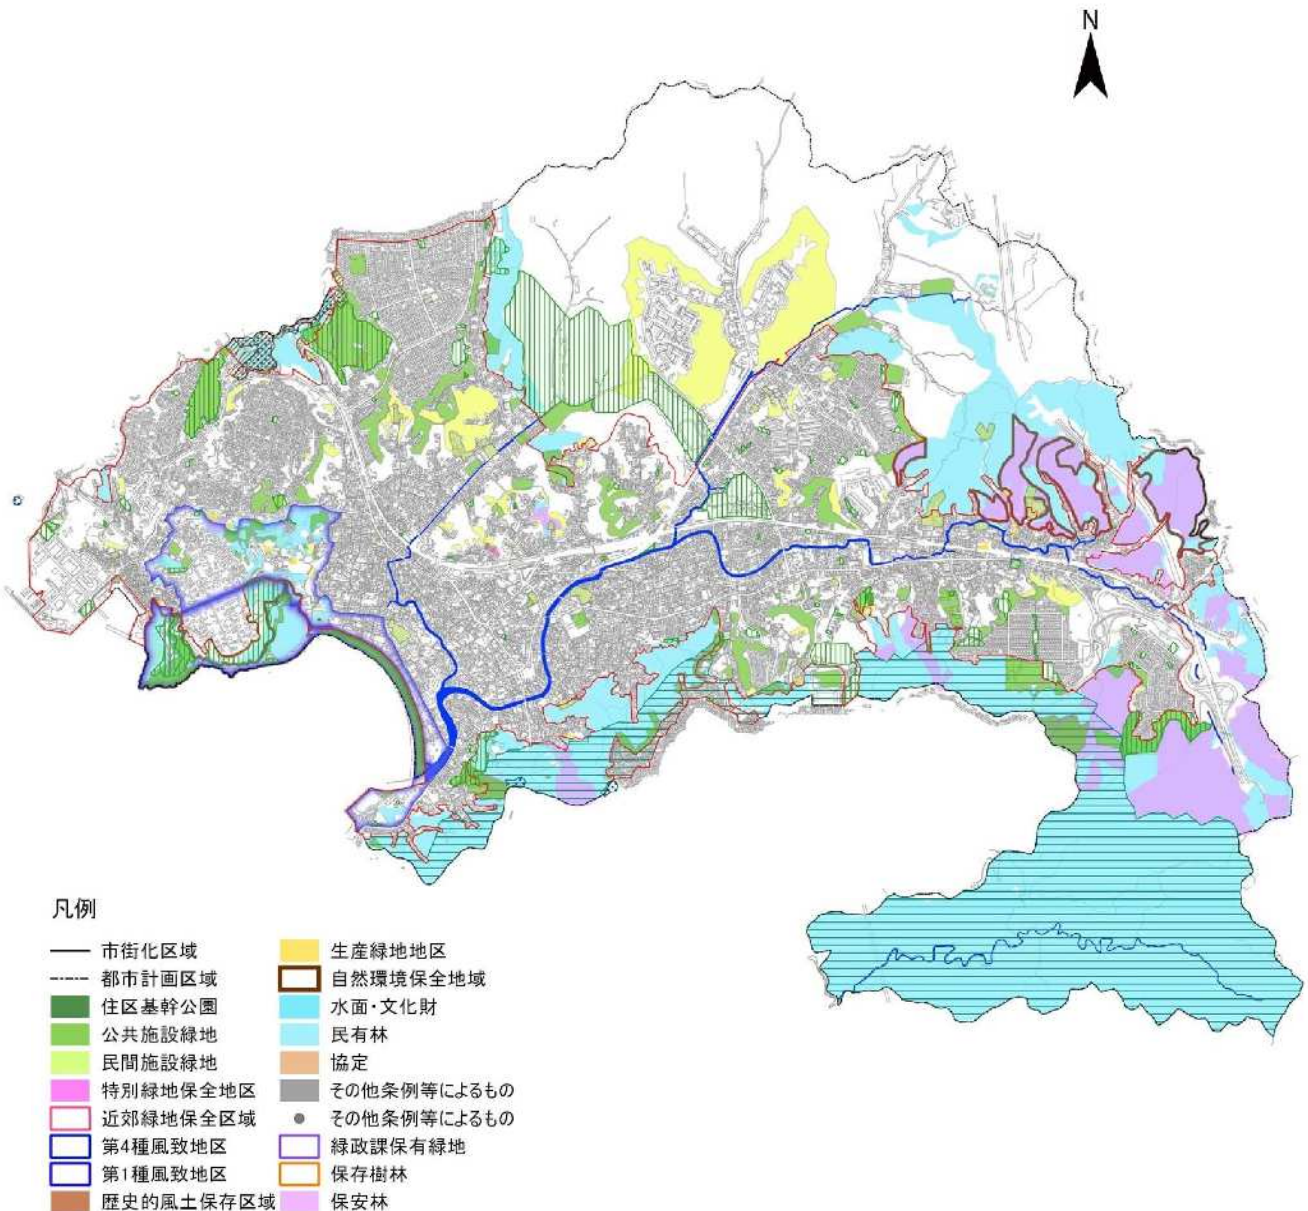 N
凡例
市街化区域
都市計画区域
住区基幹公園
公共施設緑地
民間施設緑地
特別緑地保全地区
近郊緑地保全区域
第4種風致地区
第1種風致地区
歴史的風土保存区域
生産緑地地区
自然環境保全地域
水面・文化財
民有林
協定
その他条例等によるもの
その他条例等によるもの
緑政課保有緑地
保存樹林
保安林